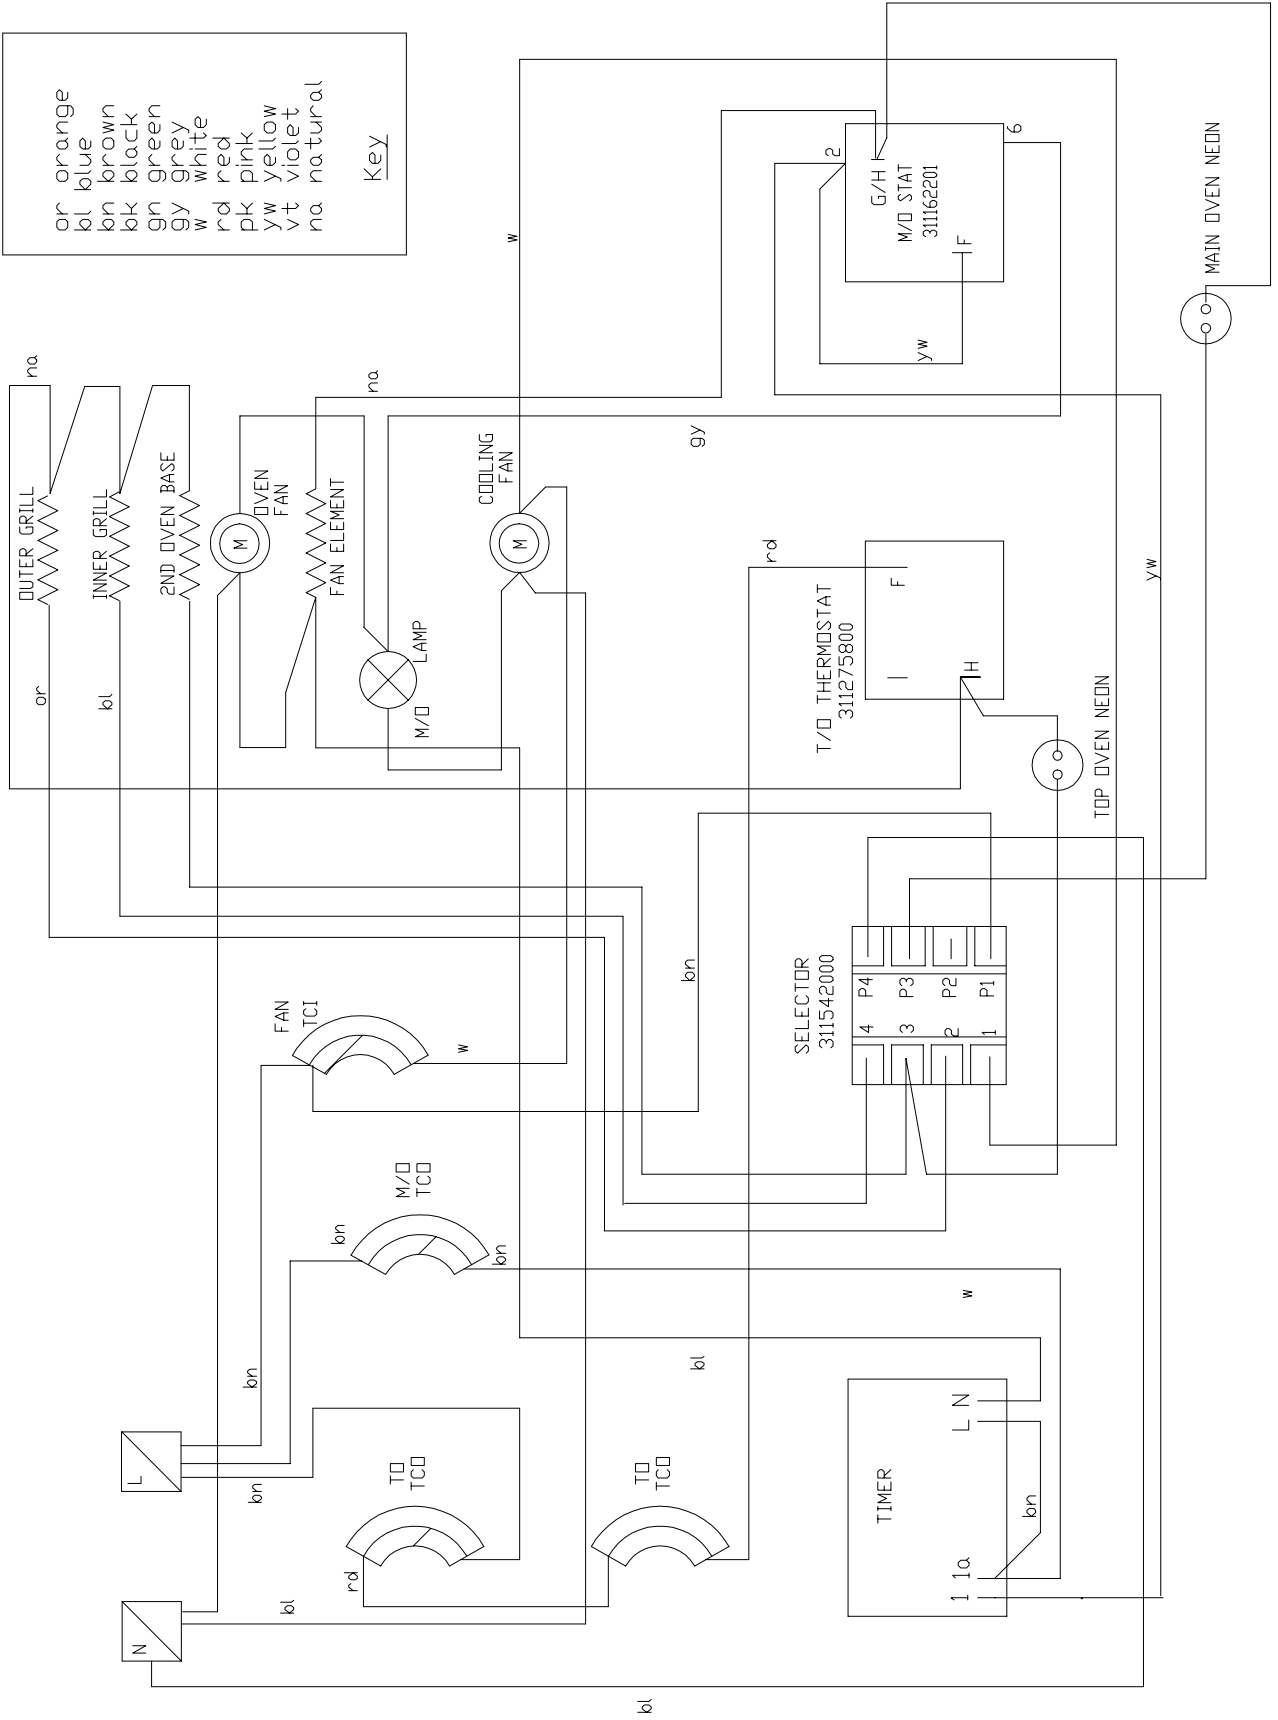 Key
or orange
bl blue
bn brown
bk black
gn green
gy grey
w white
rd red
pk pink
yw yellow
vt violet
na natural
L
N
bn
bn
bl
bl
rd
TO
TCO
TO
TCO
bn
bn
M/O
TCO
FAN
TCI
w
OUTER GRILL
INNER GRILL
2ND OVEN BASE
OVEN
FAN
M
FAN ELEMENT
M/O LAMP
COOLING
FAN
M
or
bl
na
na
w
gy
rd
bn
bl
w
TIMER
1 1a
L N
bn
SELECTOR
311542000
4 P4
3 P3
2 P2
1 P1
T/O THERMOSTAT
311275800
F
H
TOP OVEN NEON
yw
yw
2
6
G/H
M/O STAT
311162201
F
MAIN OVEN NEON